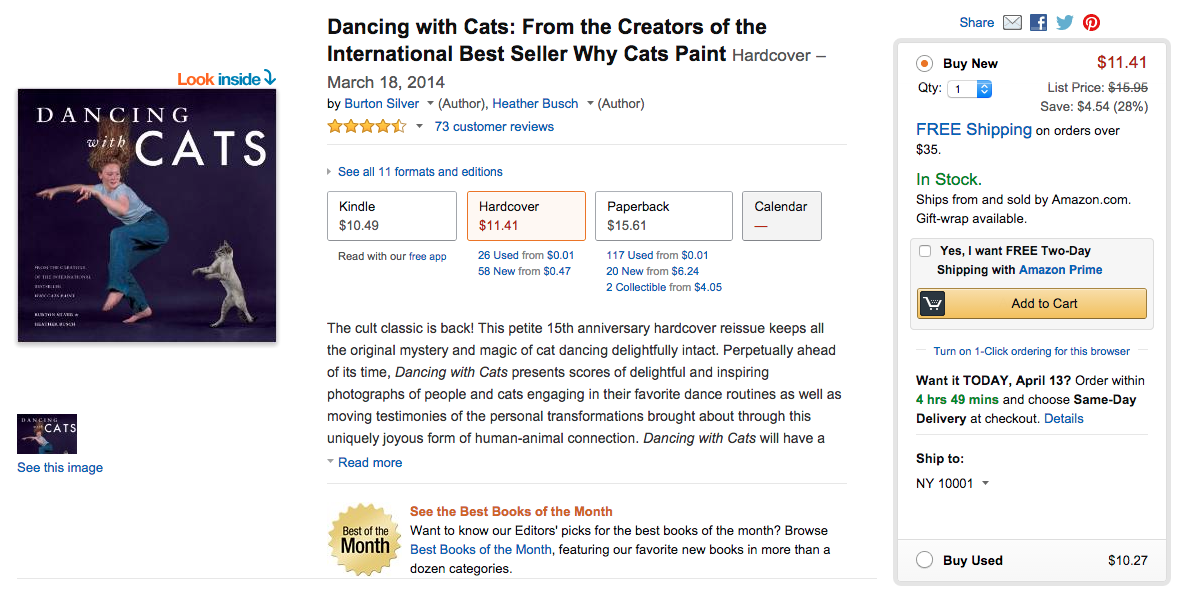 Look inside
DANCING
with
CATS
FROM THE CREATORS
OF THE INTERNATIONAL
BESTSELLER
WHY CATS PAINT
BURTON SILVER &
HEATHER BUSCH
DANCING
CATS
See this image
Dancing with Cats: From the Creators of the
International Best Seller Why Cats Paint Hardcover –
March 18, 2014
by Burton Silver (Author), Heather Busch (Author)
73 customer reviews
See all 11 formats and editions
Kindle
$10.49
Hardcover
$11.41
Paperback
$15.61
Calendar
—
Read with our free app
26 Used from $0.01
58 New from $0.47
117 Used from $0.01
20 New from $6.24
2 Collectible from $4.05
The cult classic is back! This petite 15th anniversary hardcover reissue keeps all
the original mystery and magic of cat dancing delightfully intact. Perpetually ahead
of its time, Dancing with Cats presents scores of delightful and inspiring
photographs of people and cats engaging in their favorite dance routines as well as
moving testimonies of the personal transformations brought about through this
uniquely joyous form of human-animal connection. Dancing with Cats will have a
Read more
Best of the
Month
See the Best Books of the Month
Want to know our Editors' picks for the best books of the month? Browse
Best Books of the Month, featuring our favorite new books in more than a
dozen categories.
Share
Buy New $11.41
Qty: 1 List Price: $15.95
Save: $4.54 (28%)
FREE Shipping on orders over
$35.
In Stock.
Ships from and sold by Amazon.com.
Gift-wrap available.
Yes, I want FREE Two-Day
Shipping with Amazon Prime
Add to Cart
Turn on 1-Click ordering for this browser
Want it TODAY, April 13? Order within
4 hrs 49 mins and choose Same-Day
Delivery at checkout. Details
Ship to:
NY 10001
Buy Used $10.27